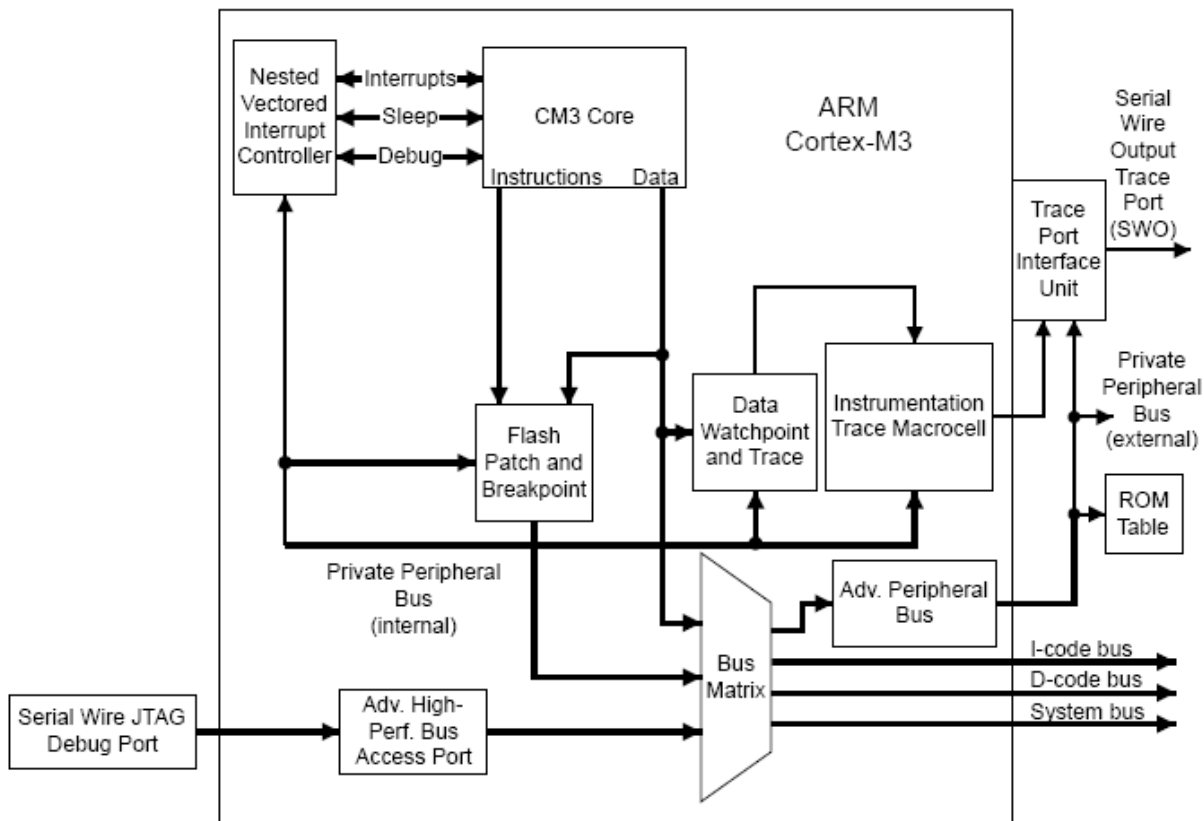 Nested
Vectored
Interrupt
Controller
Interrupts
Sleep
Debug
CM3 Core
Instructions
Data
ARM
Cortex-M3
Serial
Wire
Output
Trace
Port
(SWO)
Trace
Port
Interface
Unit
Flash
Patch and
Breakpoint
Data
Watchpoint
and Trace
Instrumentation
Trace Macrocell
Private
Peripheral
Bus
(external)
ROM
Table
Private Peripheral
Bus
(internal)
Adv. Peripheral
Bus
Bus
Matrix
I-code bus
D-code bus
System bus
Serial Wire JTAG
Debug Port
Adv. High-
Perf. Bus
Access Port